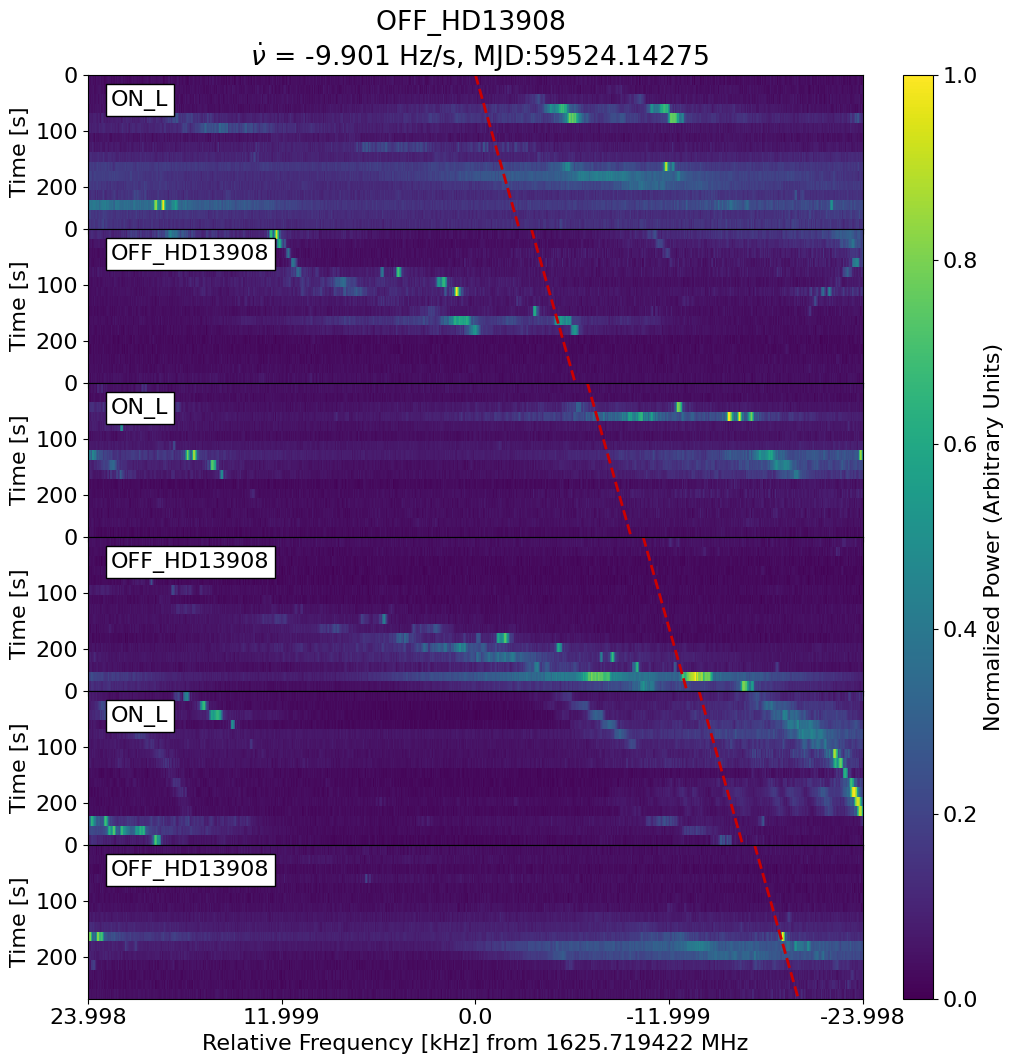 OFF_HD13908
ν̇ = -9.901 Hz/s, MJD:59524.14275
0
100
200
Time [s]
ON_L
0
100
200
Time [s]
OFF_HD13908
0
100
200
Time [s]
ON_L
0
100
200
Time [s]
OFF_HD13908
0
100
200
Time [s]
ON_L
0
100
200
Time [s]
OFF_HD13908
23.998 11.999 0.0 -11.999 -23.998
Relative Frequency [kHz] from 1625.719422 MHz
1.0
0.8
0.6
0.4
0.2
0.0
Normalized Power (Arbitrary Units)